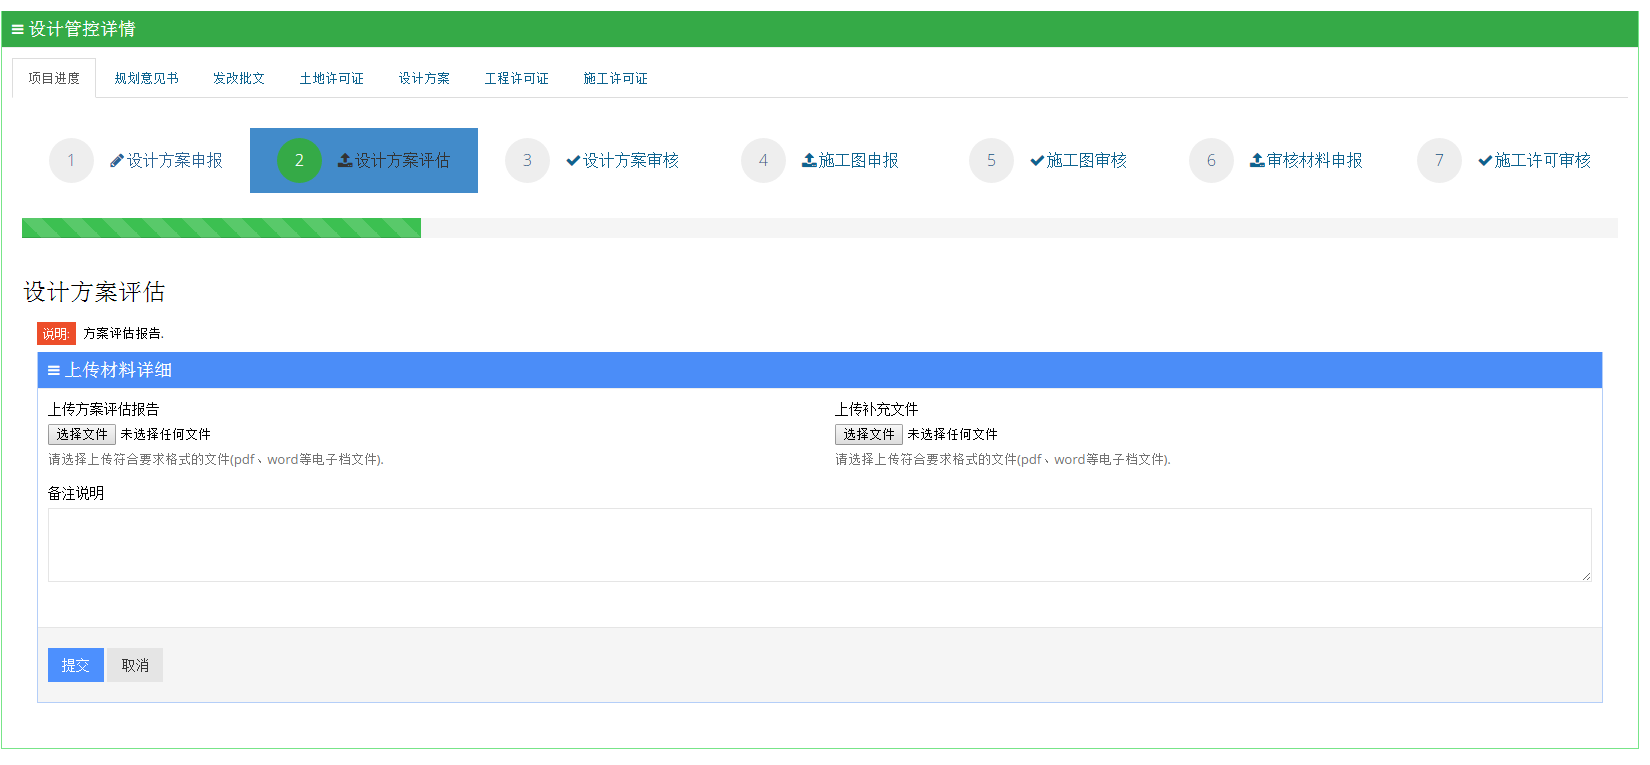 设计管控详情
项目进度 规划意见书 发改批文 土地许可证 设计方案 工程许可证 施工许可证
1 设计方案申报 2 设计方案评估 3 设计方案审核 4 施工图申报 5 施工图审核 6 审核材料申报 7 施工许可审核
设计方案评估
说明: 方案评估报告.
上传材料详细
上传方案评估报告 上传补充文件
选择文件 未选择任何文件 选择文件 未选择任何文件
请选择上传符合要求格式的文件(pdf、word等电子档文件). 请选择上传符合要求格式的文件(pdf、word等电子档文件).
备注说明
提交 取消